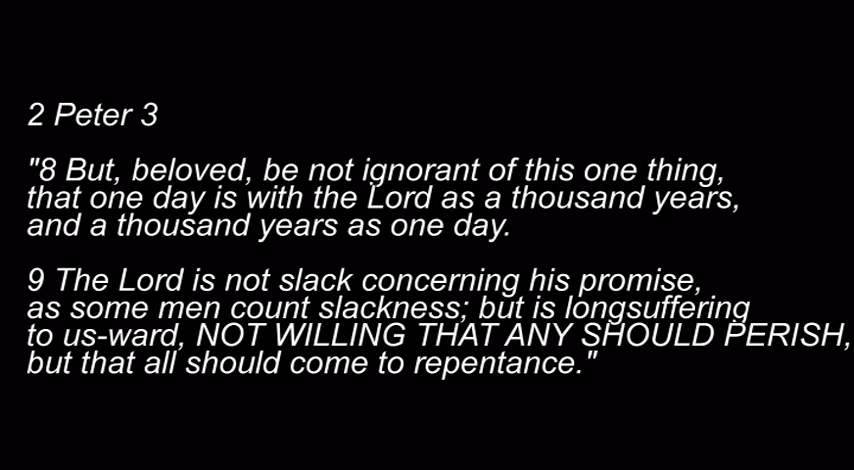 2 Peter 3
"8 But, beloved, be not ignorant of this one thing,
that one day is with the Lord as a thousand years,
and a thousand years as one day.
9 The Lord is not slack concerning his promise,
as some men count slackness; but is longsuffering
to us-ward, NOT WILLING THAT ANY SHOULD PERISH,
but that all should come to repentance."